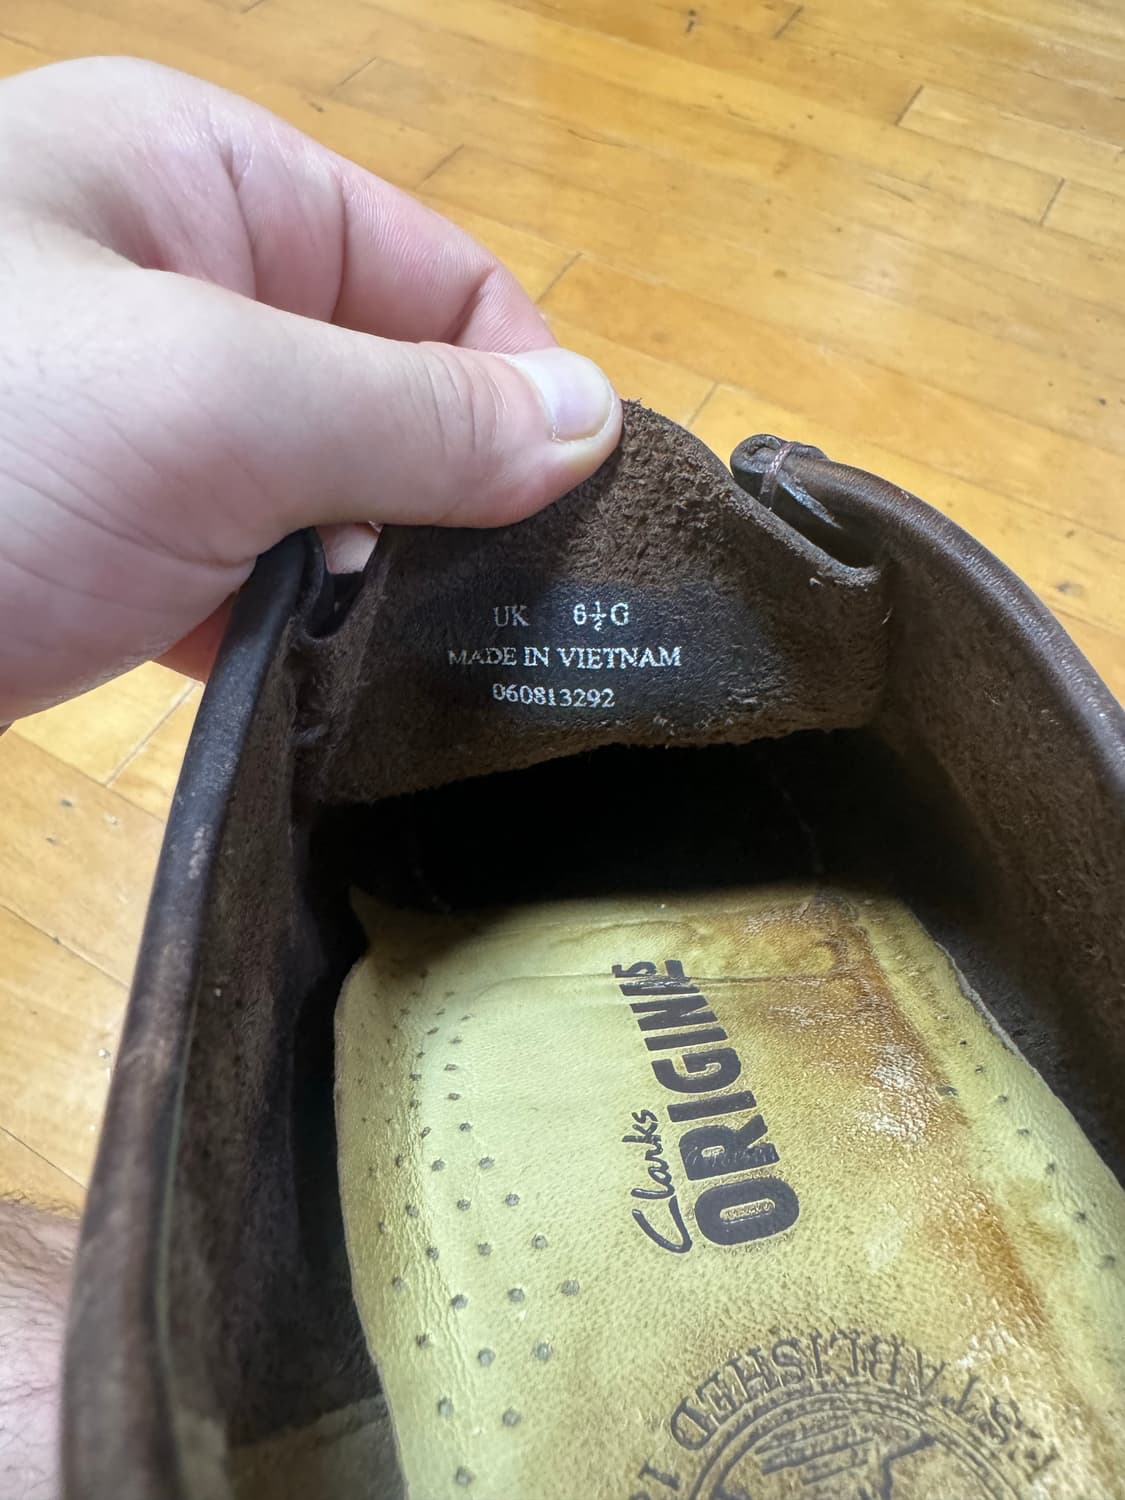 UK 6½G
MADE IN VIETNAM
060813292
Clarks
ORIGINALS
ESTABLISHED